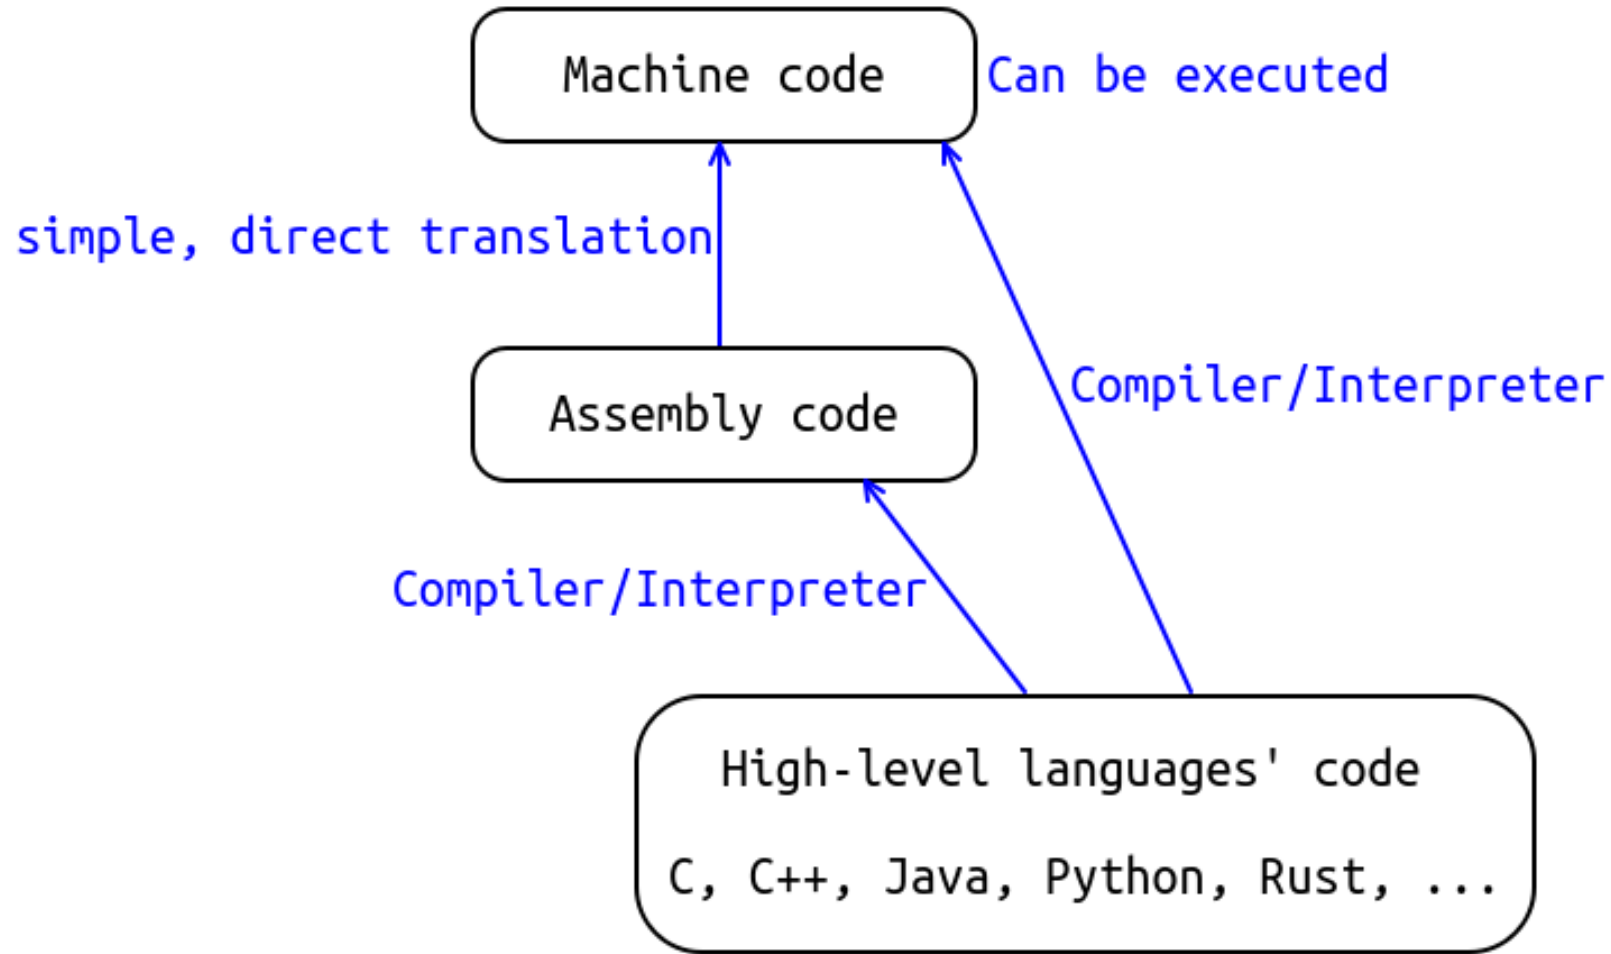 Machine code
Can be executed
simple, direct translation
Compiler/Interpreter
Assembly code
Compiler/Interpreter
High-level languages' code
C, C++, Java, Python, Rust, ...